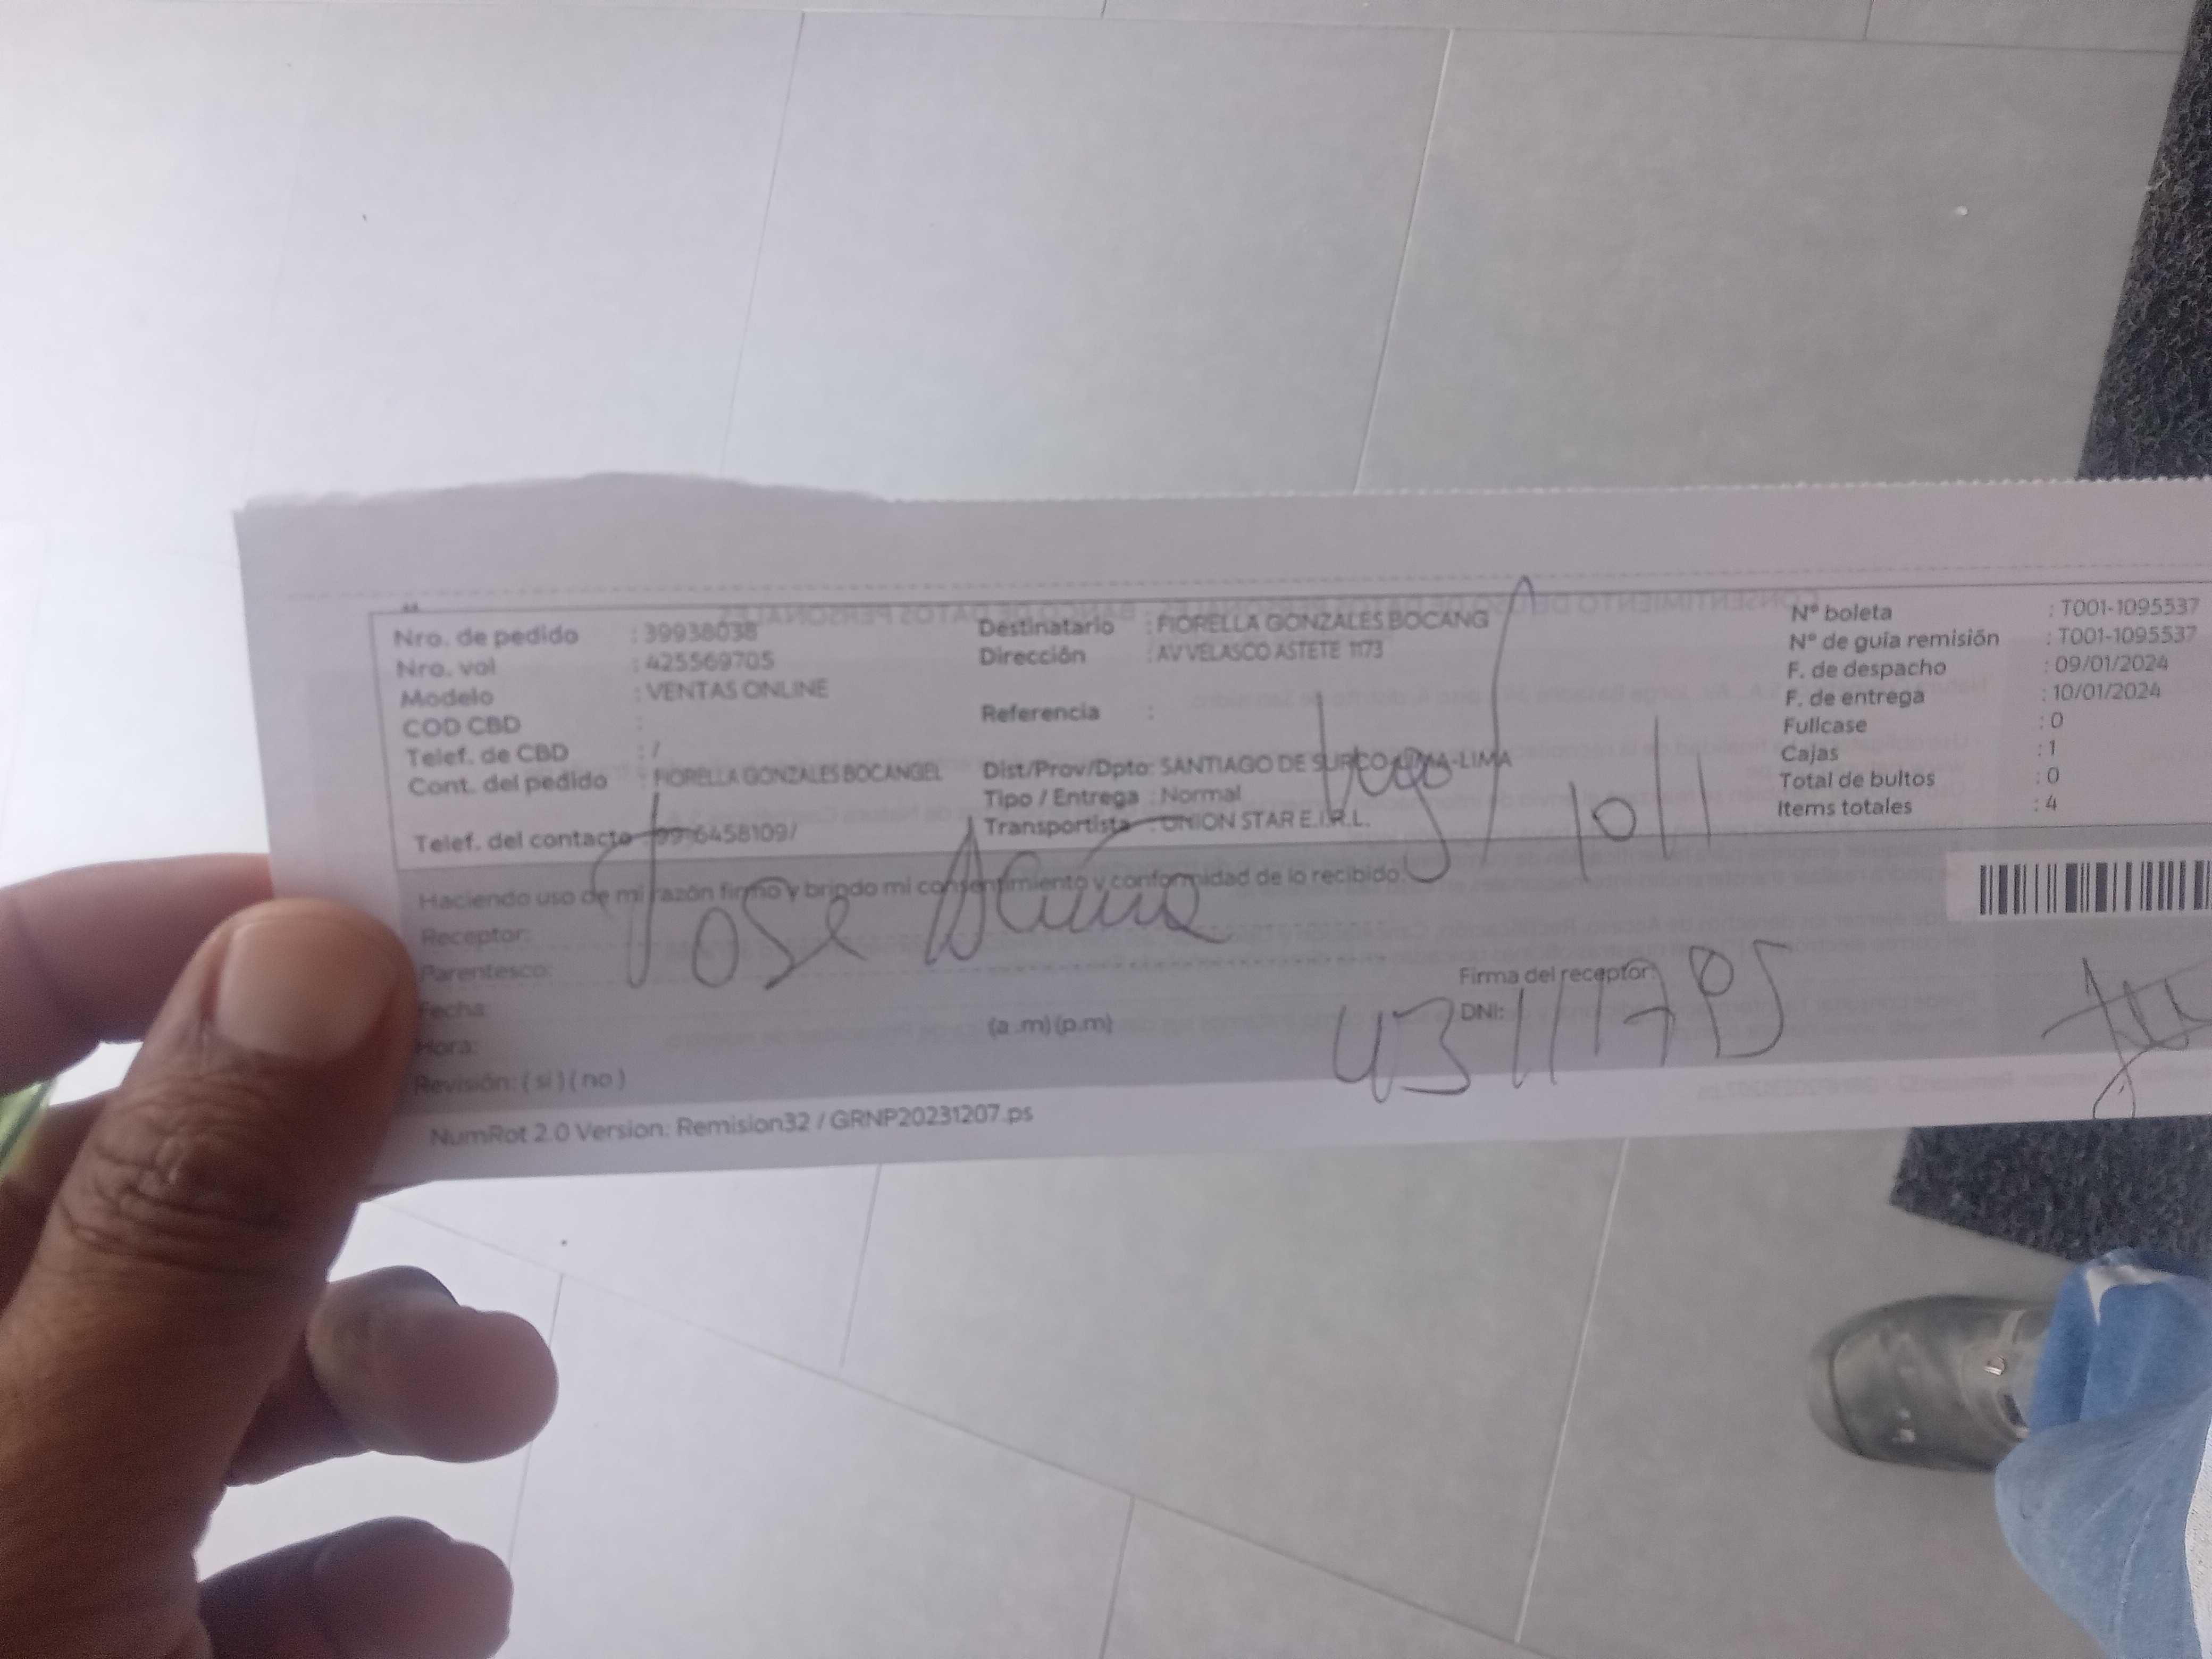 Nro. de pedido : 39938038
Nro. vol : 425569705
Modelo : VENTAS ONLINE
COD CBD :
Telef. de CBD : /
Cont. del pedido : FIORELLA GONZALES BOCANGEL
Telef. del contacto : 996458109/
Destinatario : FIORELLA GONZALES BOCANG
Dirección : AV VELASCO ASTETE 1173
Referencia :
Dist/Prov/Dpto: SANTIAGO DE SURCO-LIMA-LIMA
Tipo / Entrega : Normal
Transportista : UNION STAR E.I.R.L.
N° boleta : T001-1095537
N° de guia remisión : T001-1095537
F. de despacho : 09/01/2024
F. de entrega : 10/01/2024
Fullcase : 0
Cajas : 1
Total de bultos : 0
Items totales : 4
10/1
Haciendo uso de mi razón firmo y brindo mi consentimiento y conformidad de lo recibido
Receptor:
Jose
Parentesco:
Fecha:
Hora: (a .m) (p.m)
Revisión: ( si ) ( no )
Firma del receptor:
DNI:
NumRot 2.0 Version: Remision32 / GRNP20231207.ps